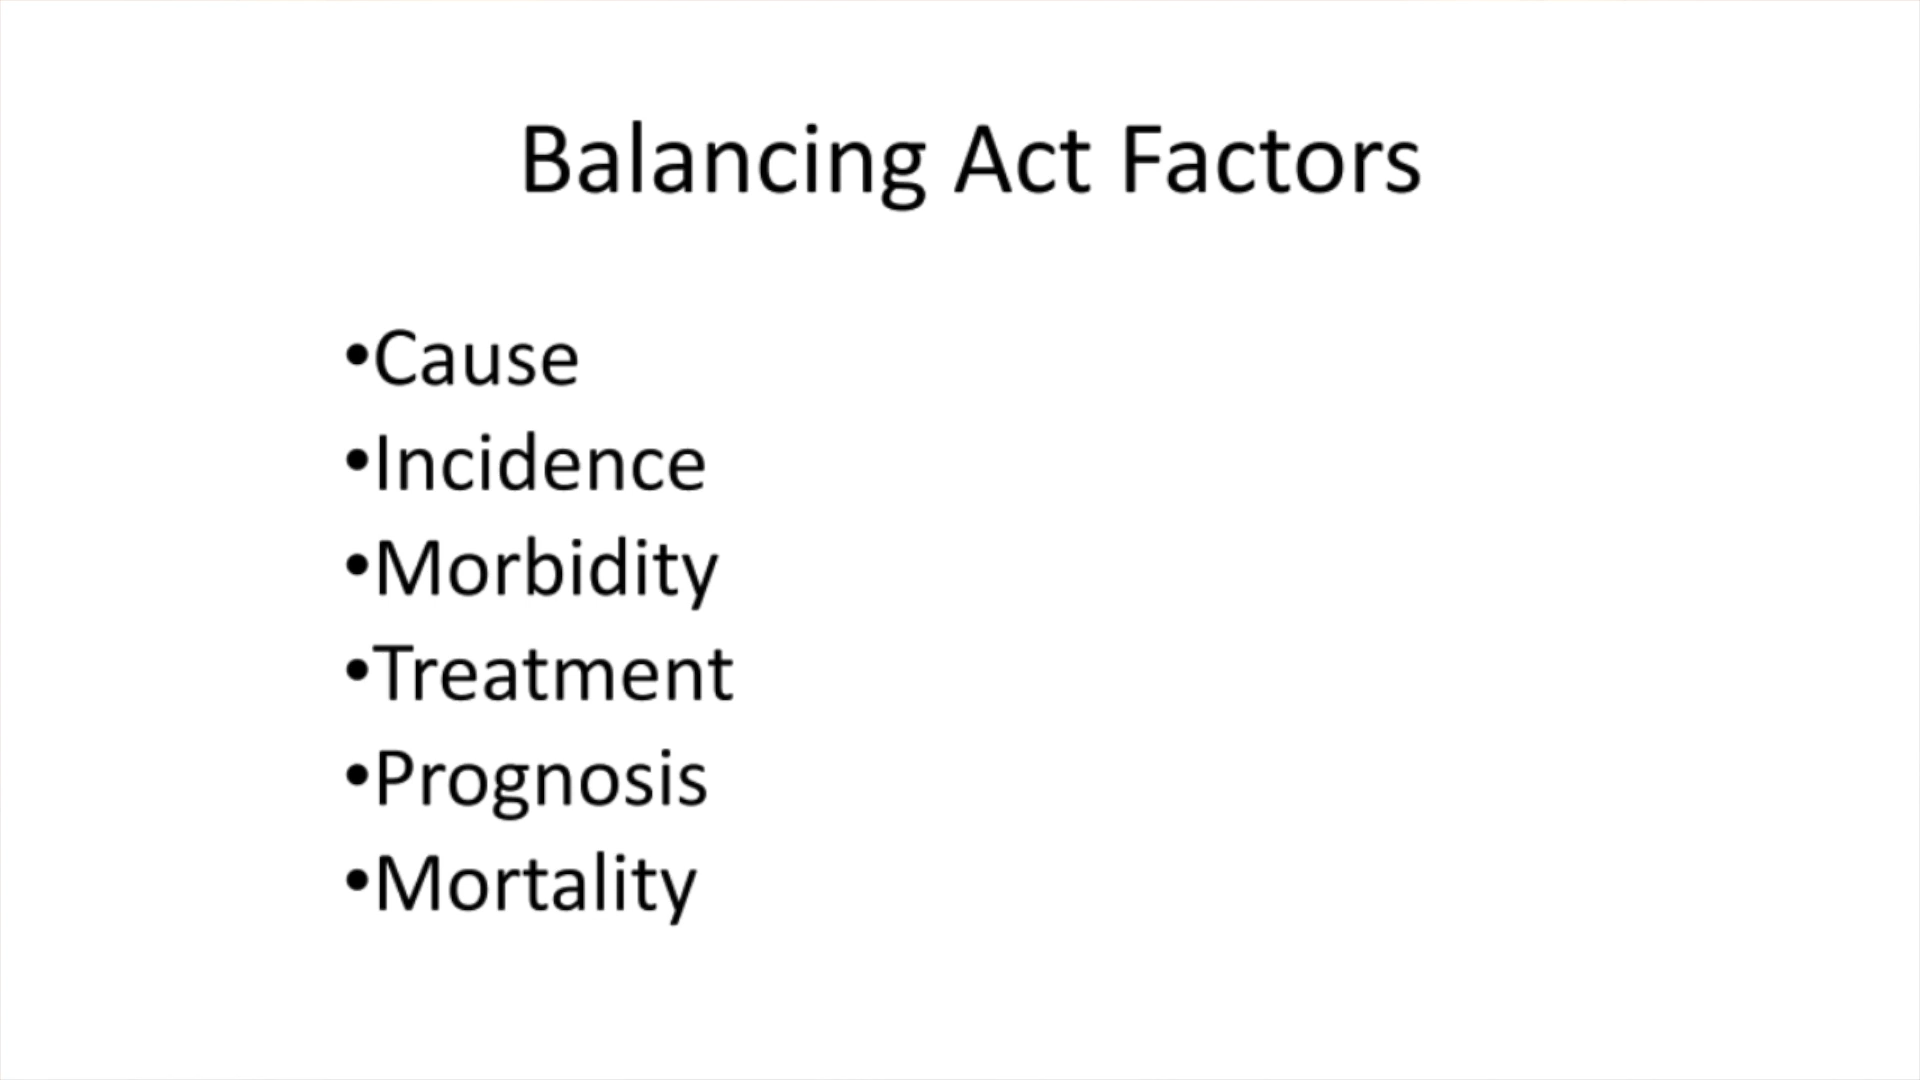 Balancing Act Factors
•Cause
•Incidence
•Morbidity
•Treatment
•Prognosis
•Mortality